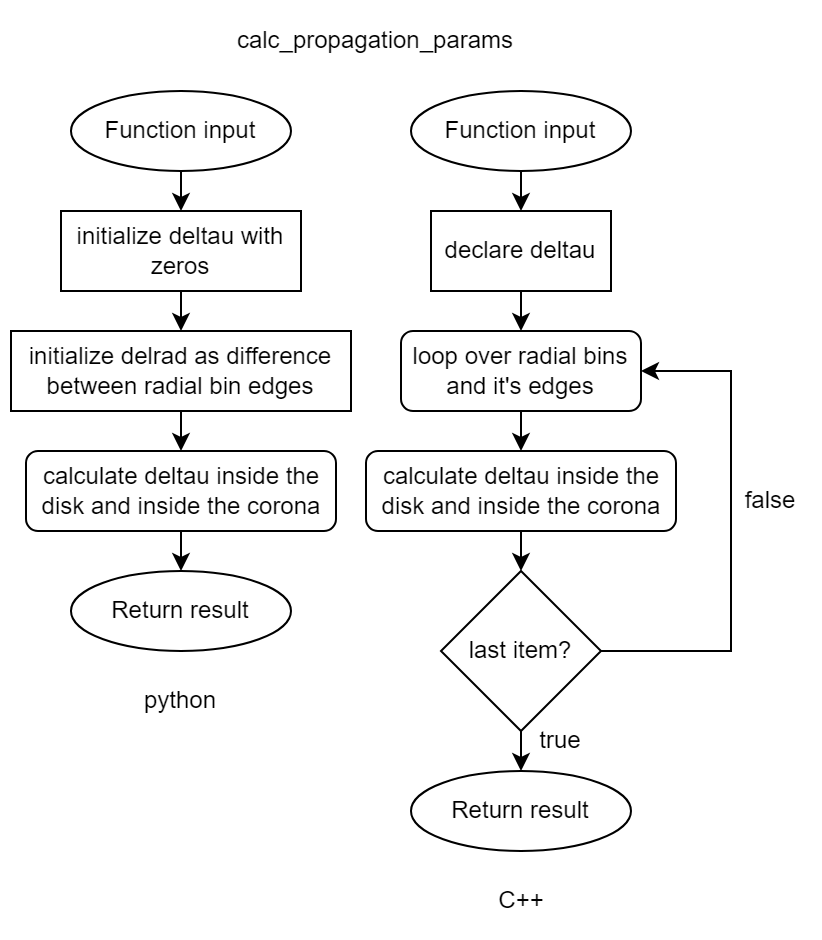 calc_propagation_params
Function input
initialize deltau with
zeros
initialize delrad as difference
between radial bin edges
calculate deltau inside the
disk and inside the corona
Return result
python
Function input
declare deltau
loop over radial bins
and it's edges
calculate deltau inside the
disk and inside the corona
false
last item?
true
Return result
C++